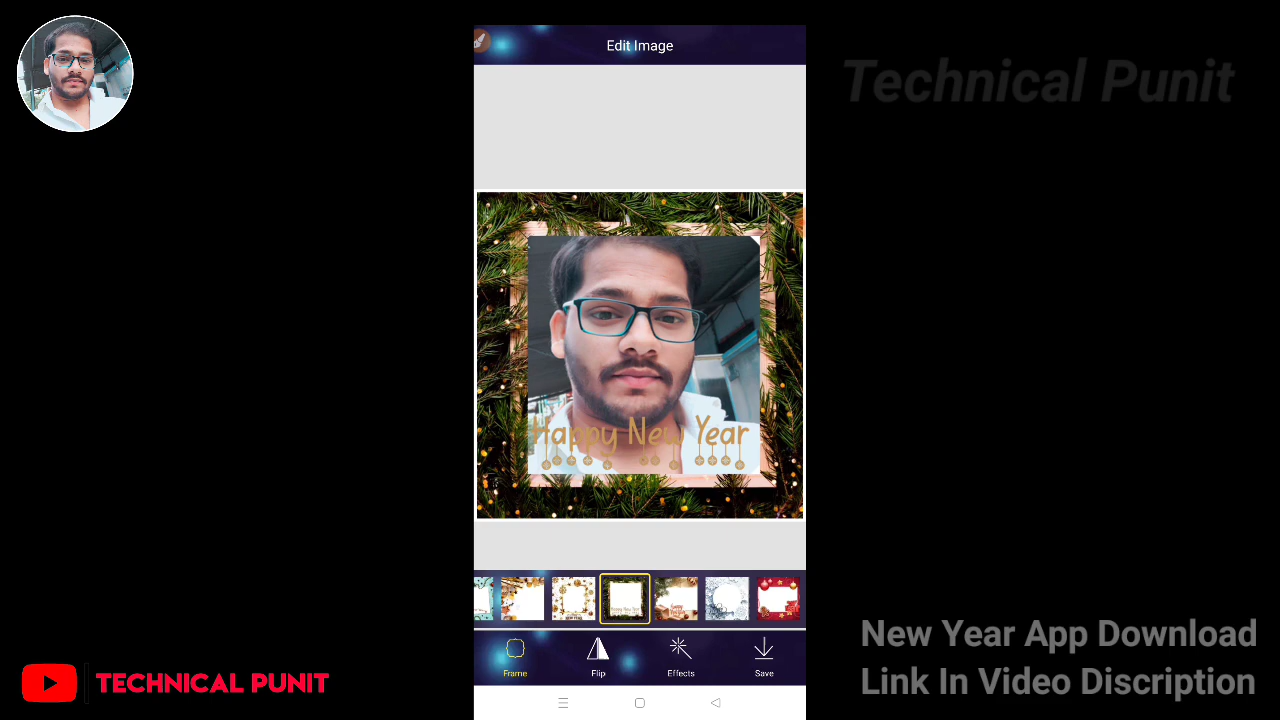 Edit Image
Technical Punit
Happy New Year
Frame
Flip
Effects
Save
New Year App Download
Link In Video Discription
TECHNICAL PUNIT